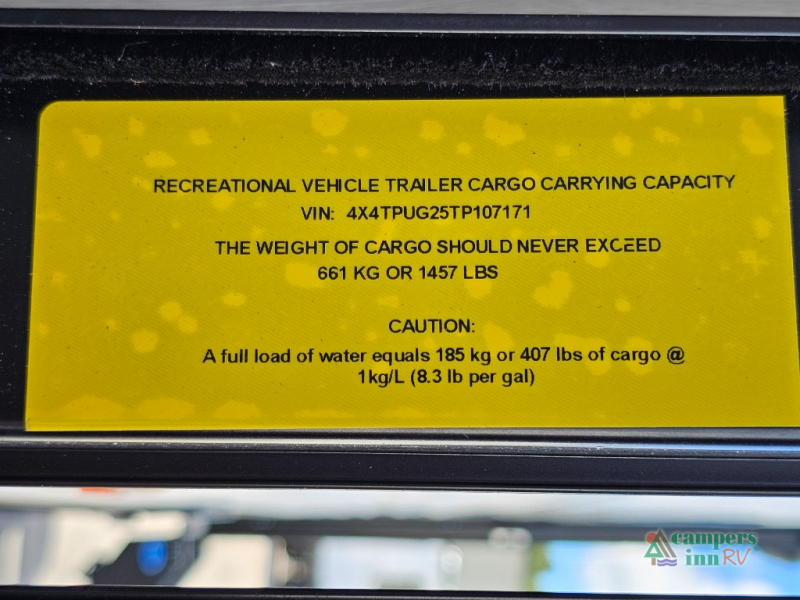 RECREATIONAL VEHICLE TRAILER CARGO CARRYING CAPACITY
VIN: 4X4TPUG25TP107171
THE WEIGHT OF CARGO SHOULD NEVER EXCEED
661 KG OR 1457 LBS
CAUTION:
A full load of water equals 185 kg or 407 lbs of cargo @
1kg/L (8.3 lb per gal)
campers
inn RV